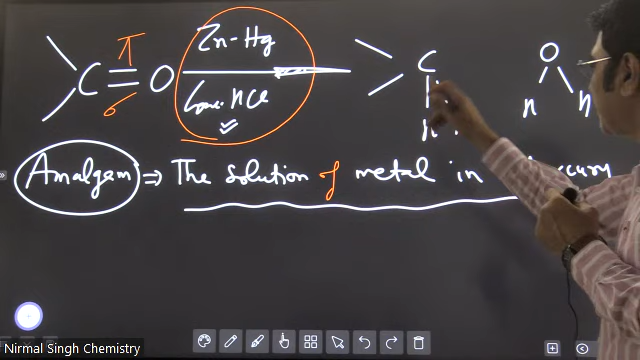 π
Zn-Hg
C = O
σ
Conc. HCl
C
H
O
H H
Amalgam ⇒ The solution of metal in
Nirmal Singh Chemistry